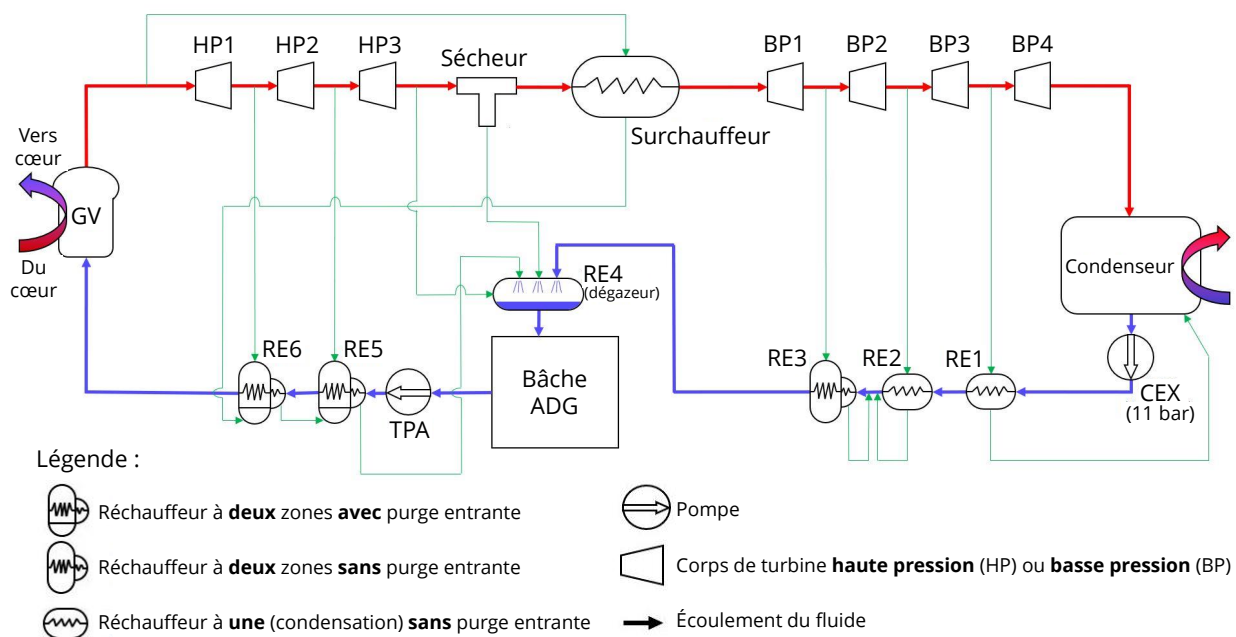 HP1
HP2
HP3
Sécheur
BP1
BP2
BP3
BP4
Surchauffeur
Vers
cœur
GV
Du
cœur
Condenseur
RE4
(dégazeur)
RE6
RE5
RE3
RE2
RE1
Bâche
ADG
TPA
CEX
(11 bar)
Légende :
Réchauffeur à deux zones avec purge entrante
Pompe
Réchauffeur à deux zones sans purge entrante
Corps de turbine haute pression (HP) ou basse pression (BP)
Réchauffeur à une (condensation) sans purge entrante
Écoulement du fluide